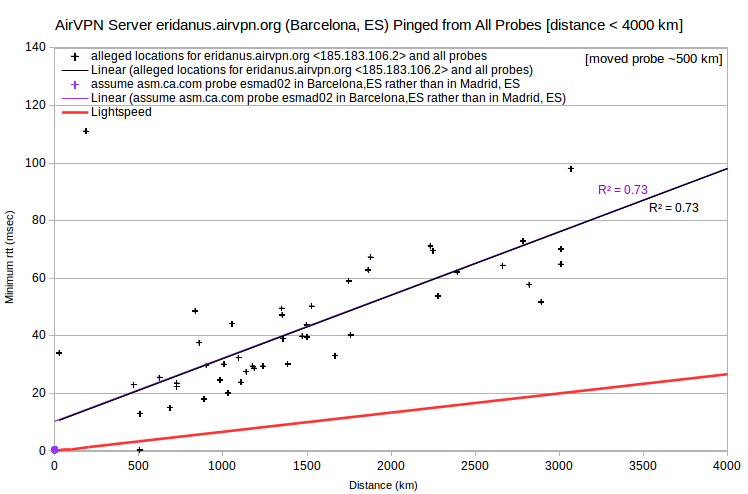 AirVPN Server eridanus.airvpn.org (Barcelona, ES) Pinged from All Probes [distance < 4000 km]
140
120
100
80
60
40
20
0
Minimum rtt (msec)
alleged locations for eridanus.airvpn.org <185.183.106.2> and all probes
Linear (alleged locations for eridanus.airvpn.org <185.183.106.2> and all probes)
assume asm.ca.com probe esmad02 in Barcelona,ES rather than in Madrid, ES
Linear (assume asm.ca.com probe esmad02 in Barcelona,ES rather than in Madrid, ES)
Lightspeed
[moved probe ~500 km]
R² = 0.73
R² = 0.73
0 500 1000 1500 2000 2500 3000 3500 4000
Distance (km)